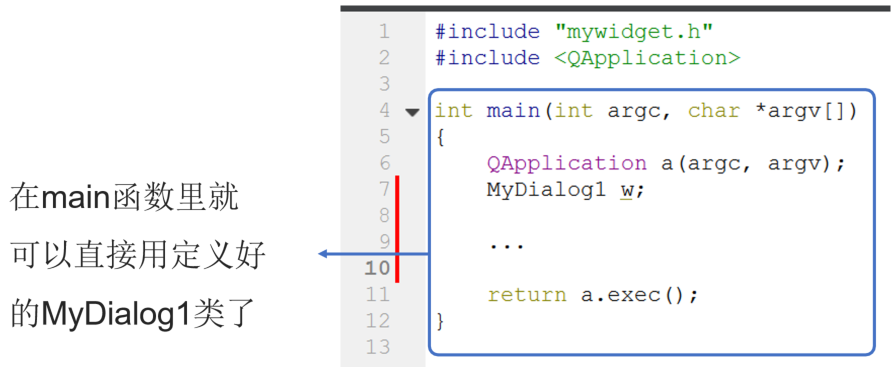 1 #include "mywidget.h"
2 #include <QApplication>
3
4 int main(int argc, char *argv[])
5 {
6     QApplication a(argc, argv);
7     MyDialog1 w;
8
9     ...
10
11     return a.exec();
12 }
13
在main函数里就
可以直接用定义好
的MyDialog1类了